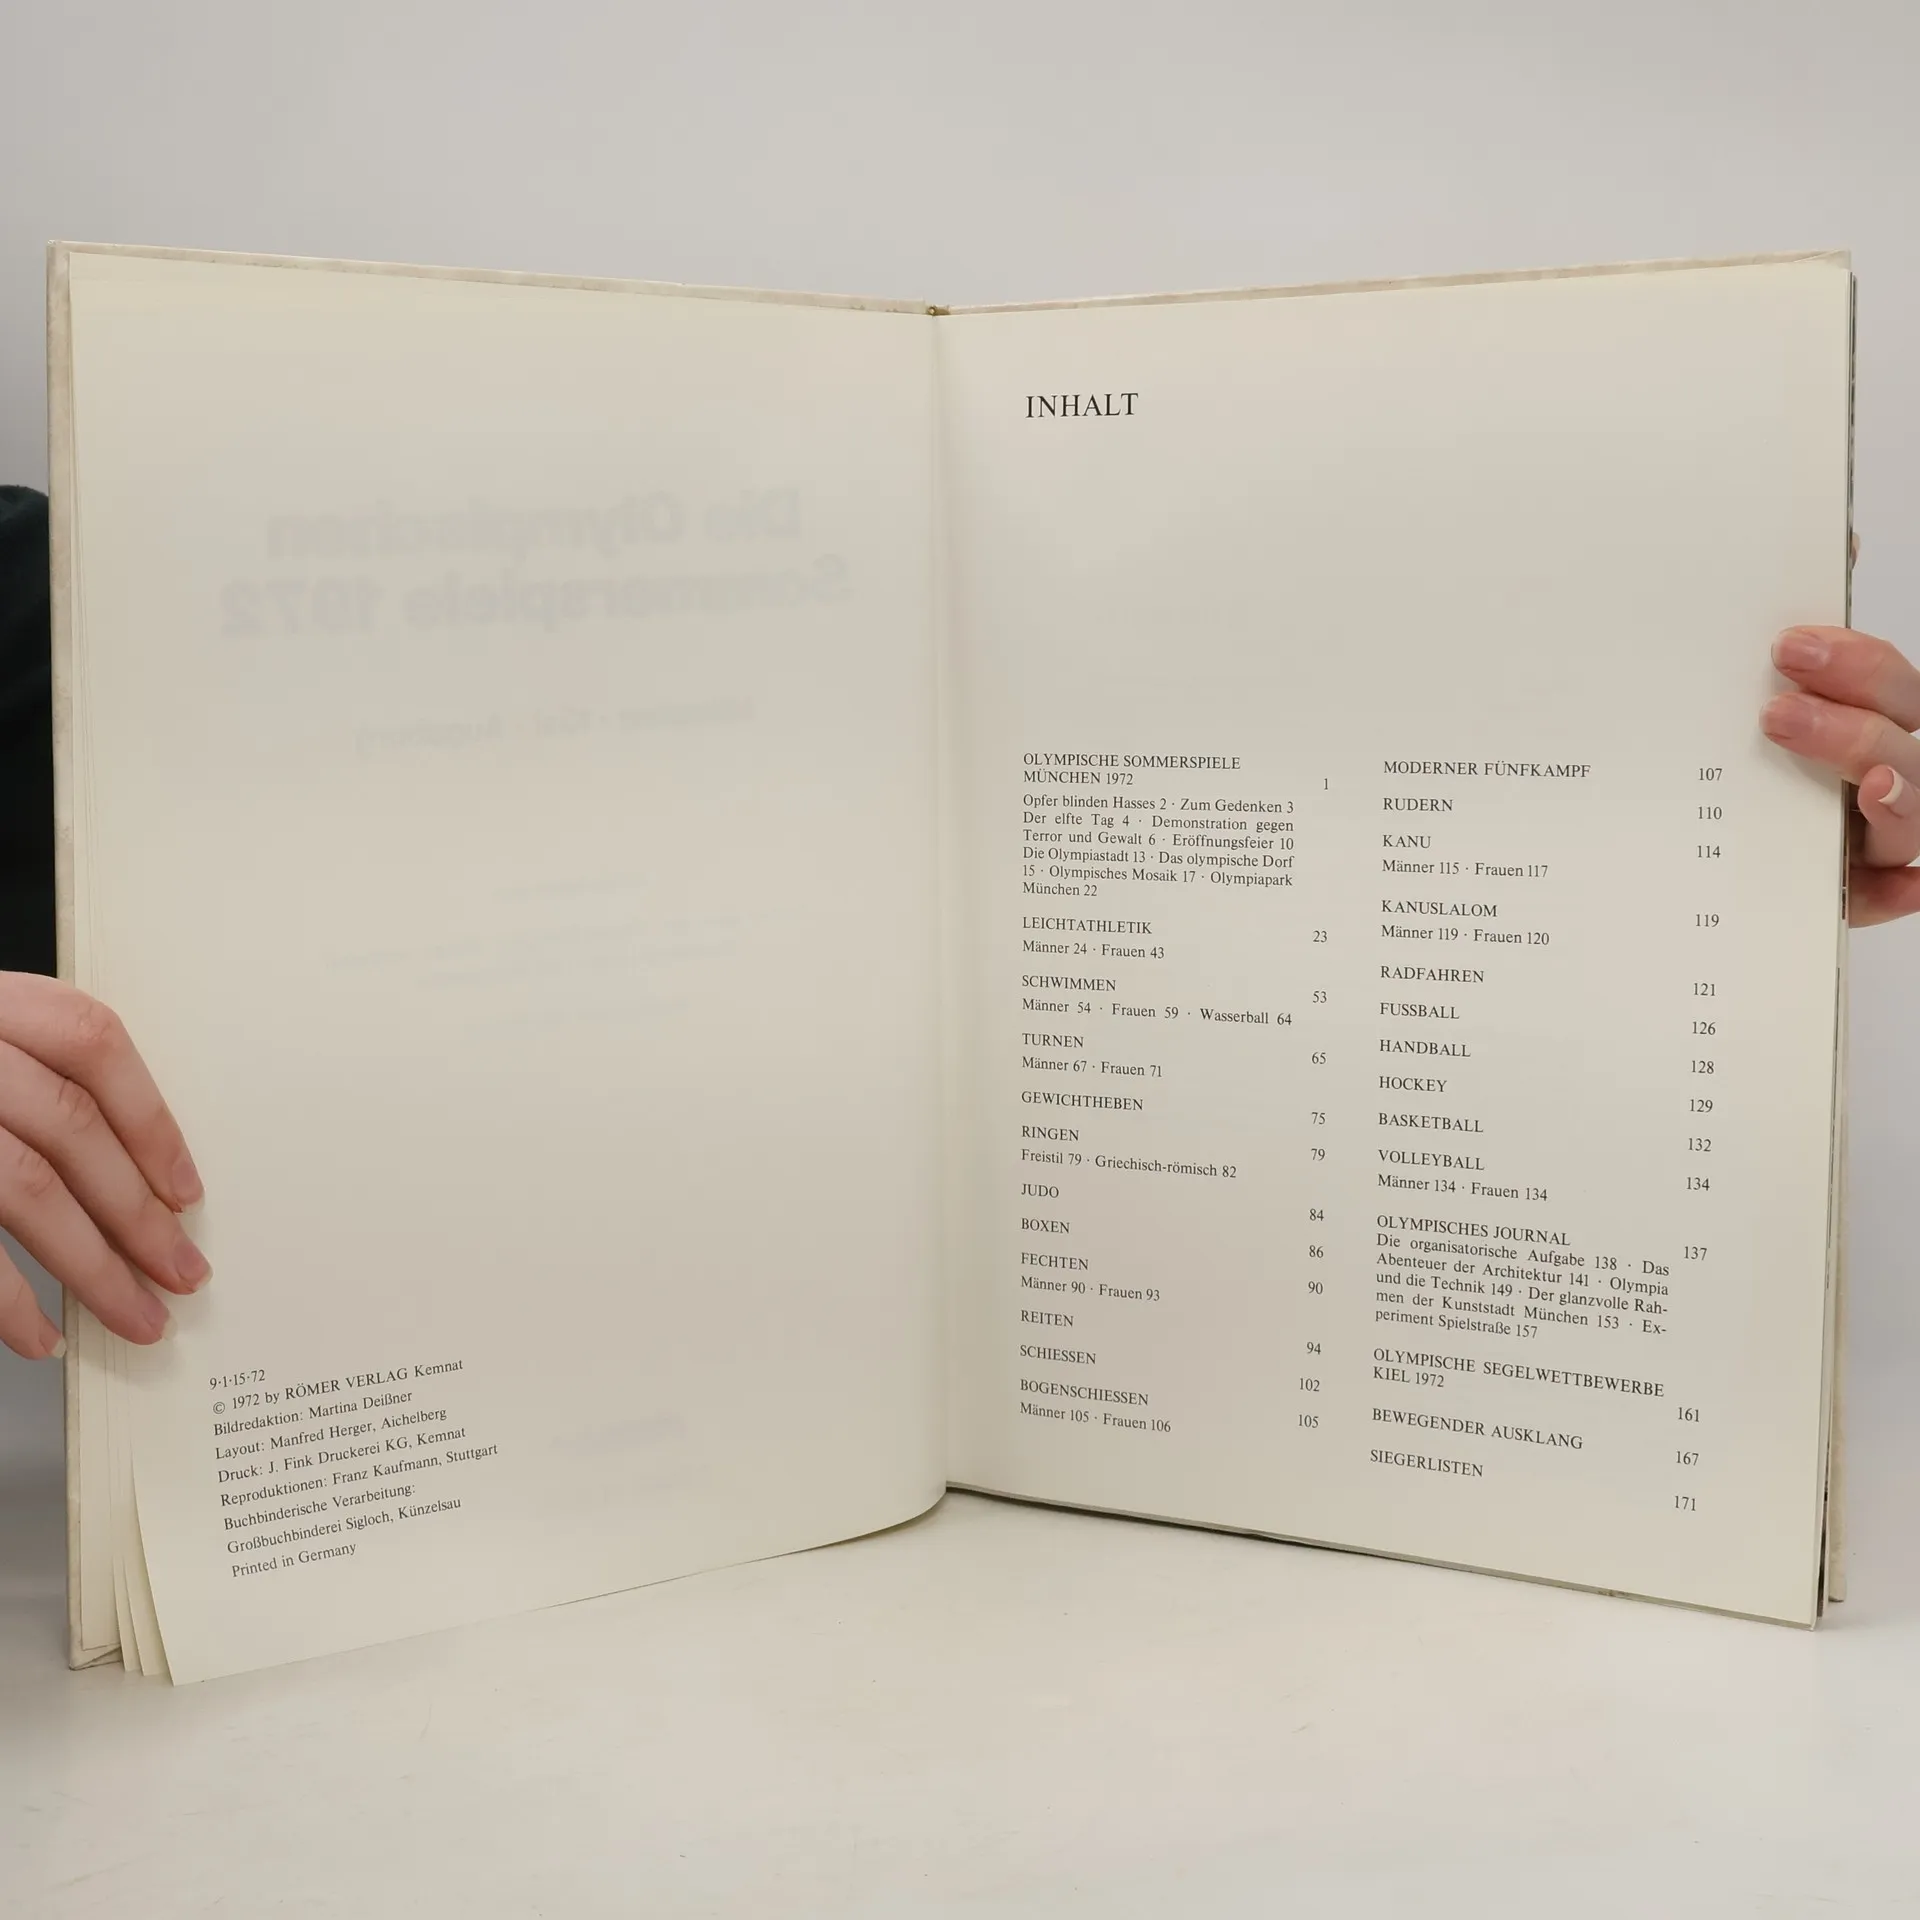 9·1·15·72
© 1972 by RÖMER VERLAG Kemnat
Bildredaktion: Martina Deißner
Layout: Manfred Herger, Aichelberg
Druck: J. Fink Druckerei KG, Kemnat
Reproduktionen: Franz Kaufmann, Stuttgart
Buchbinderische Verarbeitung:
Großbuchbinderei Sigloch, Künzelsau
Printed in Germany
Die Olympischen
Sommerspiele 1972
München · Kiel · Augsburg
INHALT
OLYMPISCHE SOMMERSPIELE
MÜNCHEN 1972 1
Opfer blinden Hasses 2 · Zum Gedenken 3
Der elfte Tag 4 · Demonstration gegen
Terror und Gewalt 6 · Eröffnungsfeier 10
Die Olympiastadt 13 · Das olympische Dorf
15 · Olympisches Mosaik 17 · Olympiapark
München 22
LEICHTATHLETIK 23
Männer 24 · Frauen 43
SCHWIMMEN 53
Männer 54 · Frauen 59 · Wasserball 64
TURNEN 65
Männer 67 · Frauen 71
GEWICHTHEBEN 75
RINGEN 79
Freistil 79 · Griechisch-römisch 82
JUDO 84
BOXEN 86
FECHTEN 90
Männer 90 · Frauen 93
REITEN 94
SCHIESSEN 102
BOGENSCHIESSEN 105
Männer 105 · Frauen 106
MODERNER FÜNFKAMPF 107
RUDERN 110
KANU 114
Männer 115 · Frauen 117
KANUSLALOM 119
Männer 119 · Frauen 120
RADFAHREN 121
FUSSBALL 126
HANDBALL 128
HOCKEY 129
BASKETBALL 132
VOLLEYBALL 134
Männer 134 · Frauen 134
OLYMPISCHES JOURNAL 137
Die organisatorische Aufgabe 138 · Das
Abenteuer der Architektur 141 · Olympia
und die Technik 149 · Der glanzvolle Rah-
men der Kunststadt München 153 · Ex-
periment Spielstraße 157
OLYMPISCHE SEGELWETTBEWERBE
KIEL 1972 161
BEWEGENDER AUSKLANG 167
SIEGERLISTEN 171